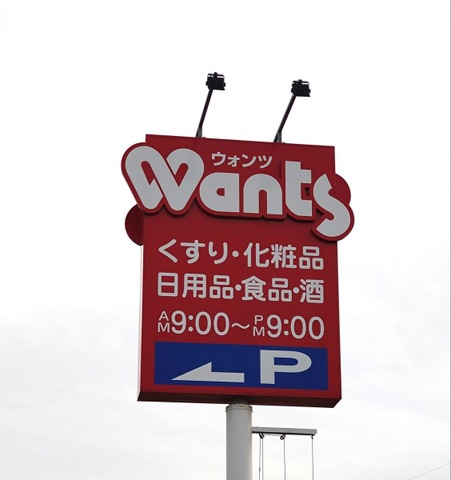 ウォンツ
Wants
くすり・化粧品
日用品・食品・酒
AM9:00～PM9:00
P